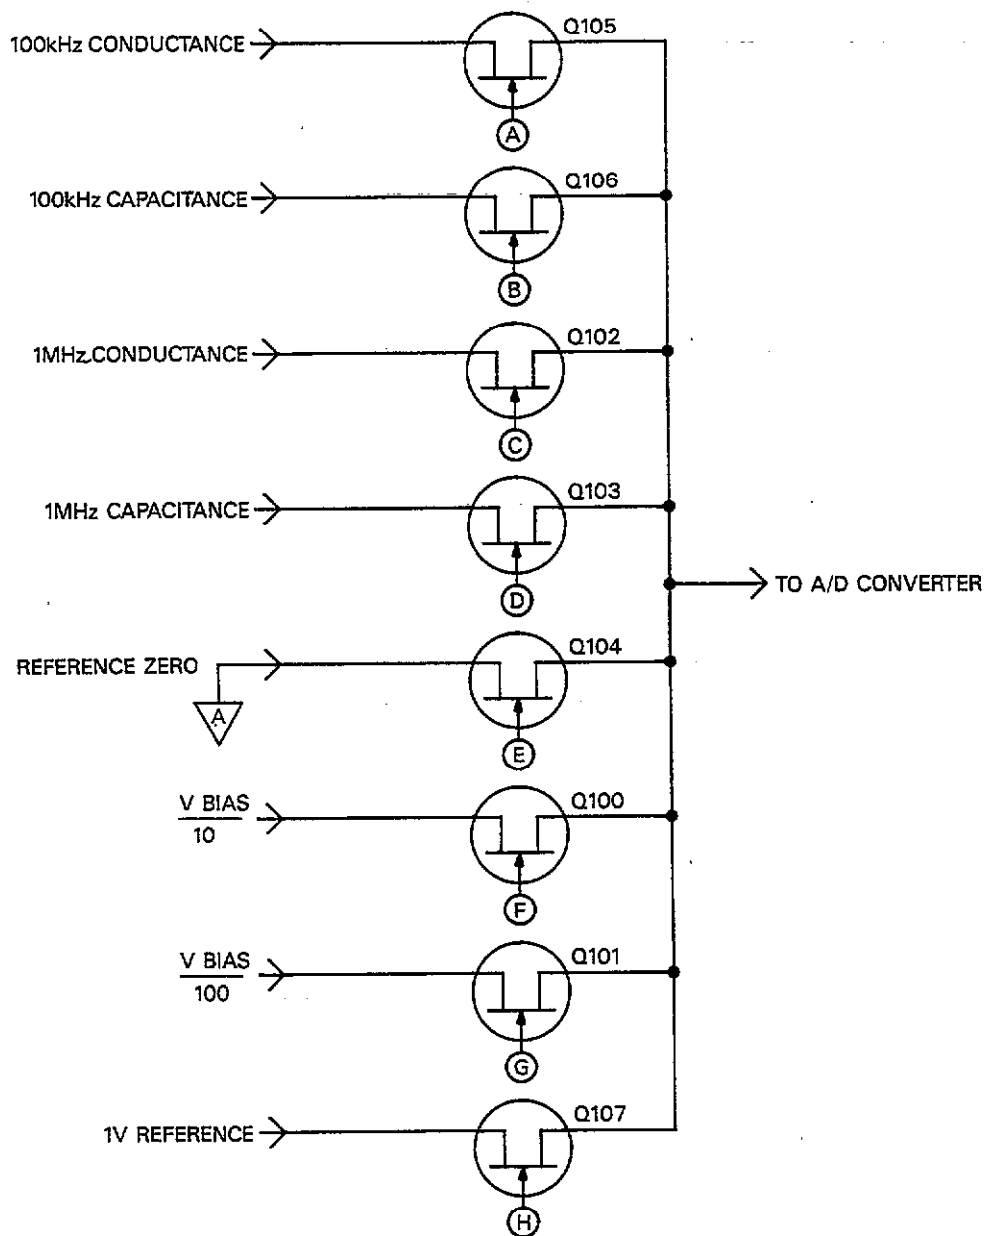 Q105
100kHz CONDUCTANCE
A
Q106
100kHz CAPACITANCE
B
Q102
1MHz CONDUCTANCE
C
Q103
1MHz CAPACITANCE
D
TO A/D CONVERTER
Q104
REFERENCE ZERO
A
E
V BIAS
10
Q100
F
V BIAS
100
Q101
G
Q107
1V REFERENCE
H